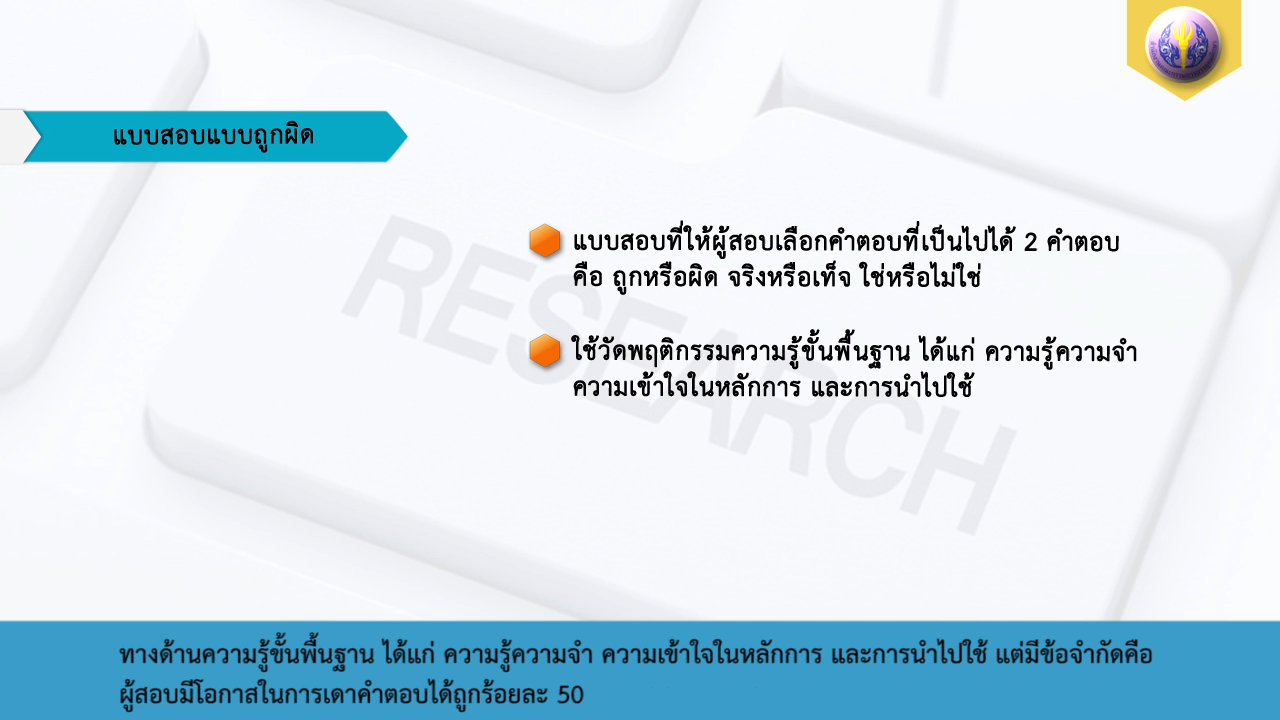 แบบสอบแบบถูกผิด
แบบสอบที่ให้ผู้สอบเลือกคำตอบที่เป็นไปได้ 2 คำตอบ
คือ ถูกหรือผิด จริงหรือเท็จ ใช่หรือไม่ใช่
ใช้วัดพฤติกรรมความรู้ขั้นพื้นฐาน ได้แก่ ความรู้ความจำ
ความเข้าใจในหลักการ และการนำไปใช้
RESEARCH
ทางด้านความรู้ขั้นพื้นฐาน ได้แก่ ความรู้ความจำ ความเข้าใจในหลักการ และการนำไปใช้ แต่มีข้อจำกัดคือ
ผู้สอบมีโอกาสในการเดาคำตอบได้ถูกร้อยละ 50